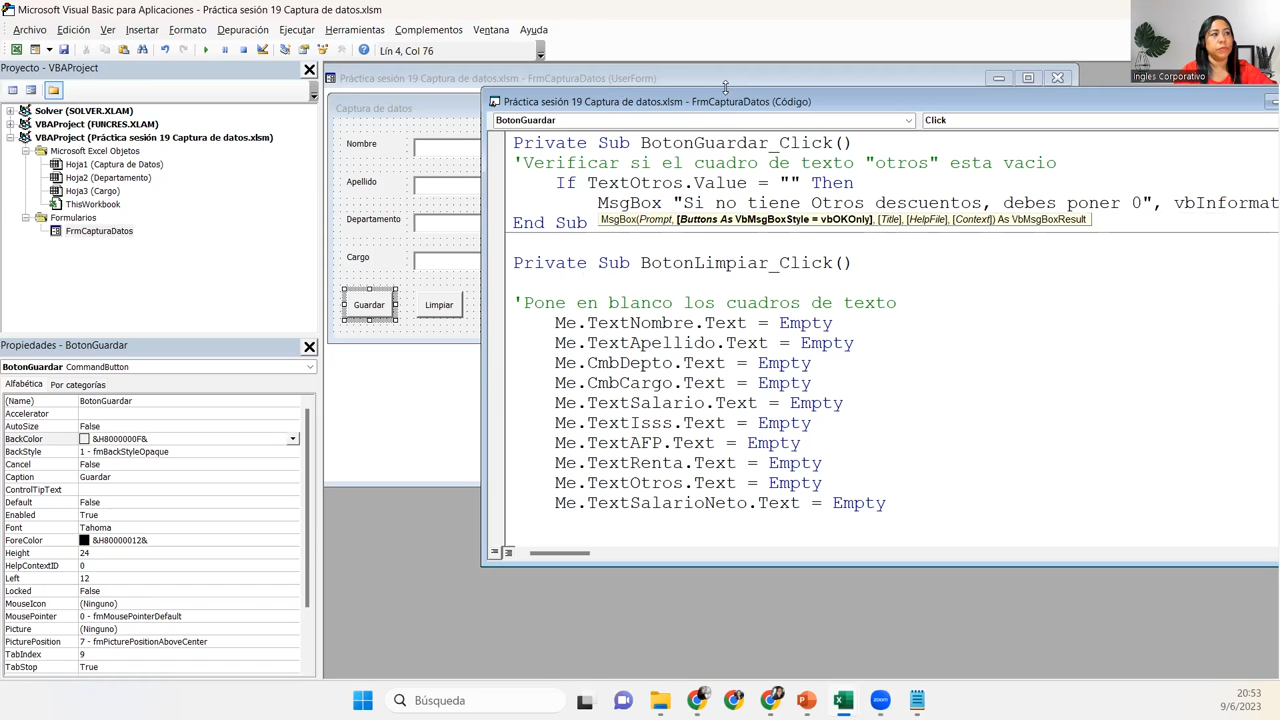 Microsoft Visual Basic para Aplicaciones - Práctica sesión 19 Captura de datos.xlsm
Archivo Edición Ver Insertar Formato Depuración Ejecutar Herramientas Complementos Ventana Ayuda
Lín 4, Col 76
Ingles Corporativo
Proyecto - VBAProject
Solver (SOLVER.XLAM)
VBAProject (FUNCRES.XLAM)
VBAProject (Práctica sesión 19 Captura de datos.xlsm)
Microsoft Excel Objetos
Hoja1 (Captura de Datos)
Hoja2 (Departamento)
Hoja3 (Cargo)
ThisWorkbook
Formularios
FrmCapturaDatos
Propiedades - BotonGuardar
BotonGuardar CommandButton
Alfabética Por categorías
(Name) BotonGuardar
Accelerator
AutoSize False
BackColor &H8000000F&
BackStyle 1 - fmBackStyleOpaque
Cancel False
Caption Guardar
ControlTipText
Default False
Enabled True
Font Tahoma
ForeColor &H80000012&
Height 24
HelpContextID 0
Left 12
Locked False
MouseIcon (Ninguno)
MousePointer 0 - fmMousePointerDefault
Picture (Ninguno)
PicturePosition 7 - fmPicturePositionAboveCenter
TabIndex 9
TabStop True
Práctica sesión 19 Captura de datos.xlsm - FrmCapturaDatos (UserForm)
Captura de datos
Nombre
Apellido
Departamento
Cargo
Guardar Limpiar
Práctica sesión 19 Captura de datos.xlsm - FrmCapturaDatos (Código)
BotonGuardar Click
Private Sub BotonGuardar_Click()
'Verificar si el cuadro de texto "otros" esta vacio
If TextOtros.Value = "" Then
MsgBox "Si no tiene Otros descuentos, debes poner 0", vbInformat
End Sub
MsgBox(Prompt, [Buttons As VbMsgBoxStyle = vbOKOnly], [Title], [HelpFile], [Context]) As VbMsgBoxResult
Private Sub BotonLimpiar_Click()
'Pone en blanco los cuadros de texto
Me.TextNombre.Text = Empty
Me.TextApellido.Text = Empty
Me.CmbDepto.Text = Empty
Me.CmbCargo.Text = Empty
Me.TextSalario.Text = Empty
Me.TextIsss.Text = Empty
Me.TextAFP.Text = Empty
Me.TextRenta.Text = Empty
Me.TextOtros.Text = Empty
Me.TextSalarioNeto.Text = Empty
Búsqueda
20:53
9/6/2023